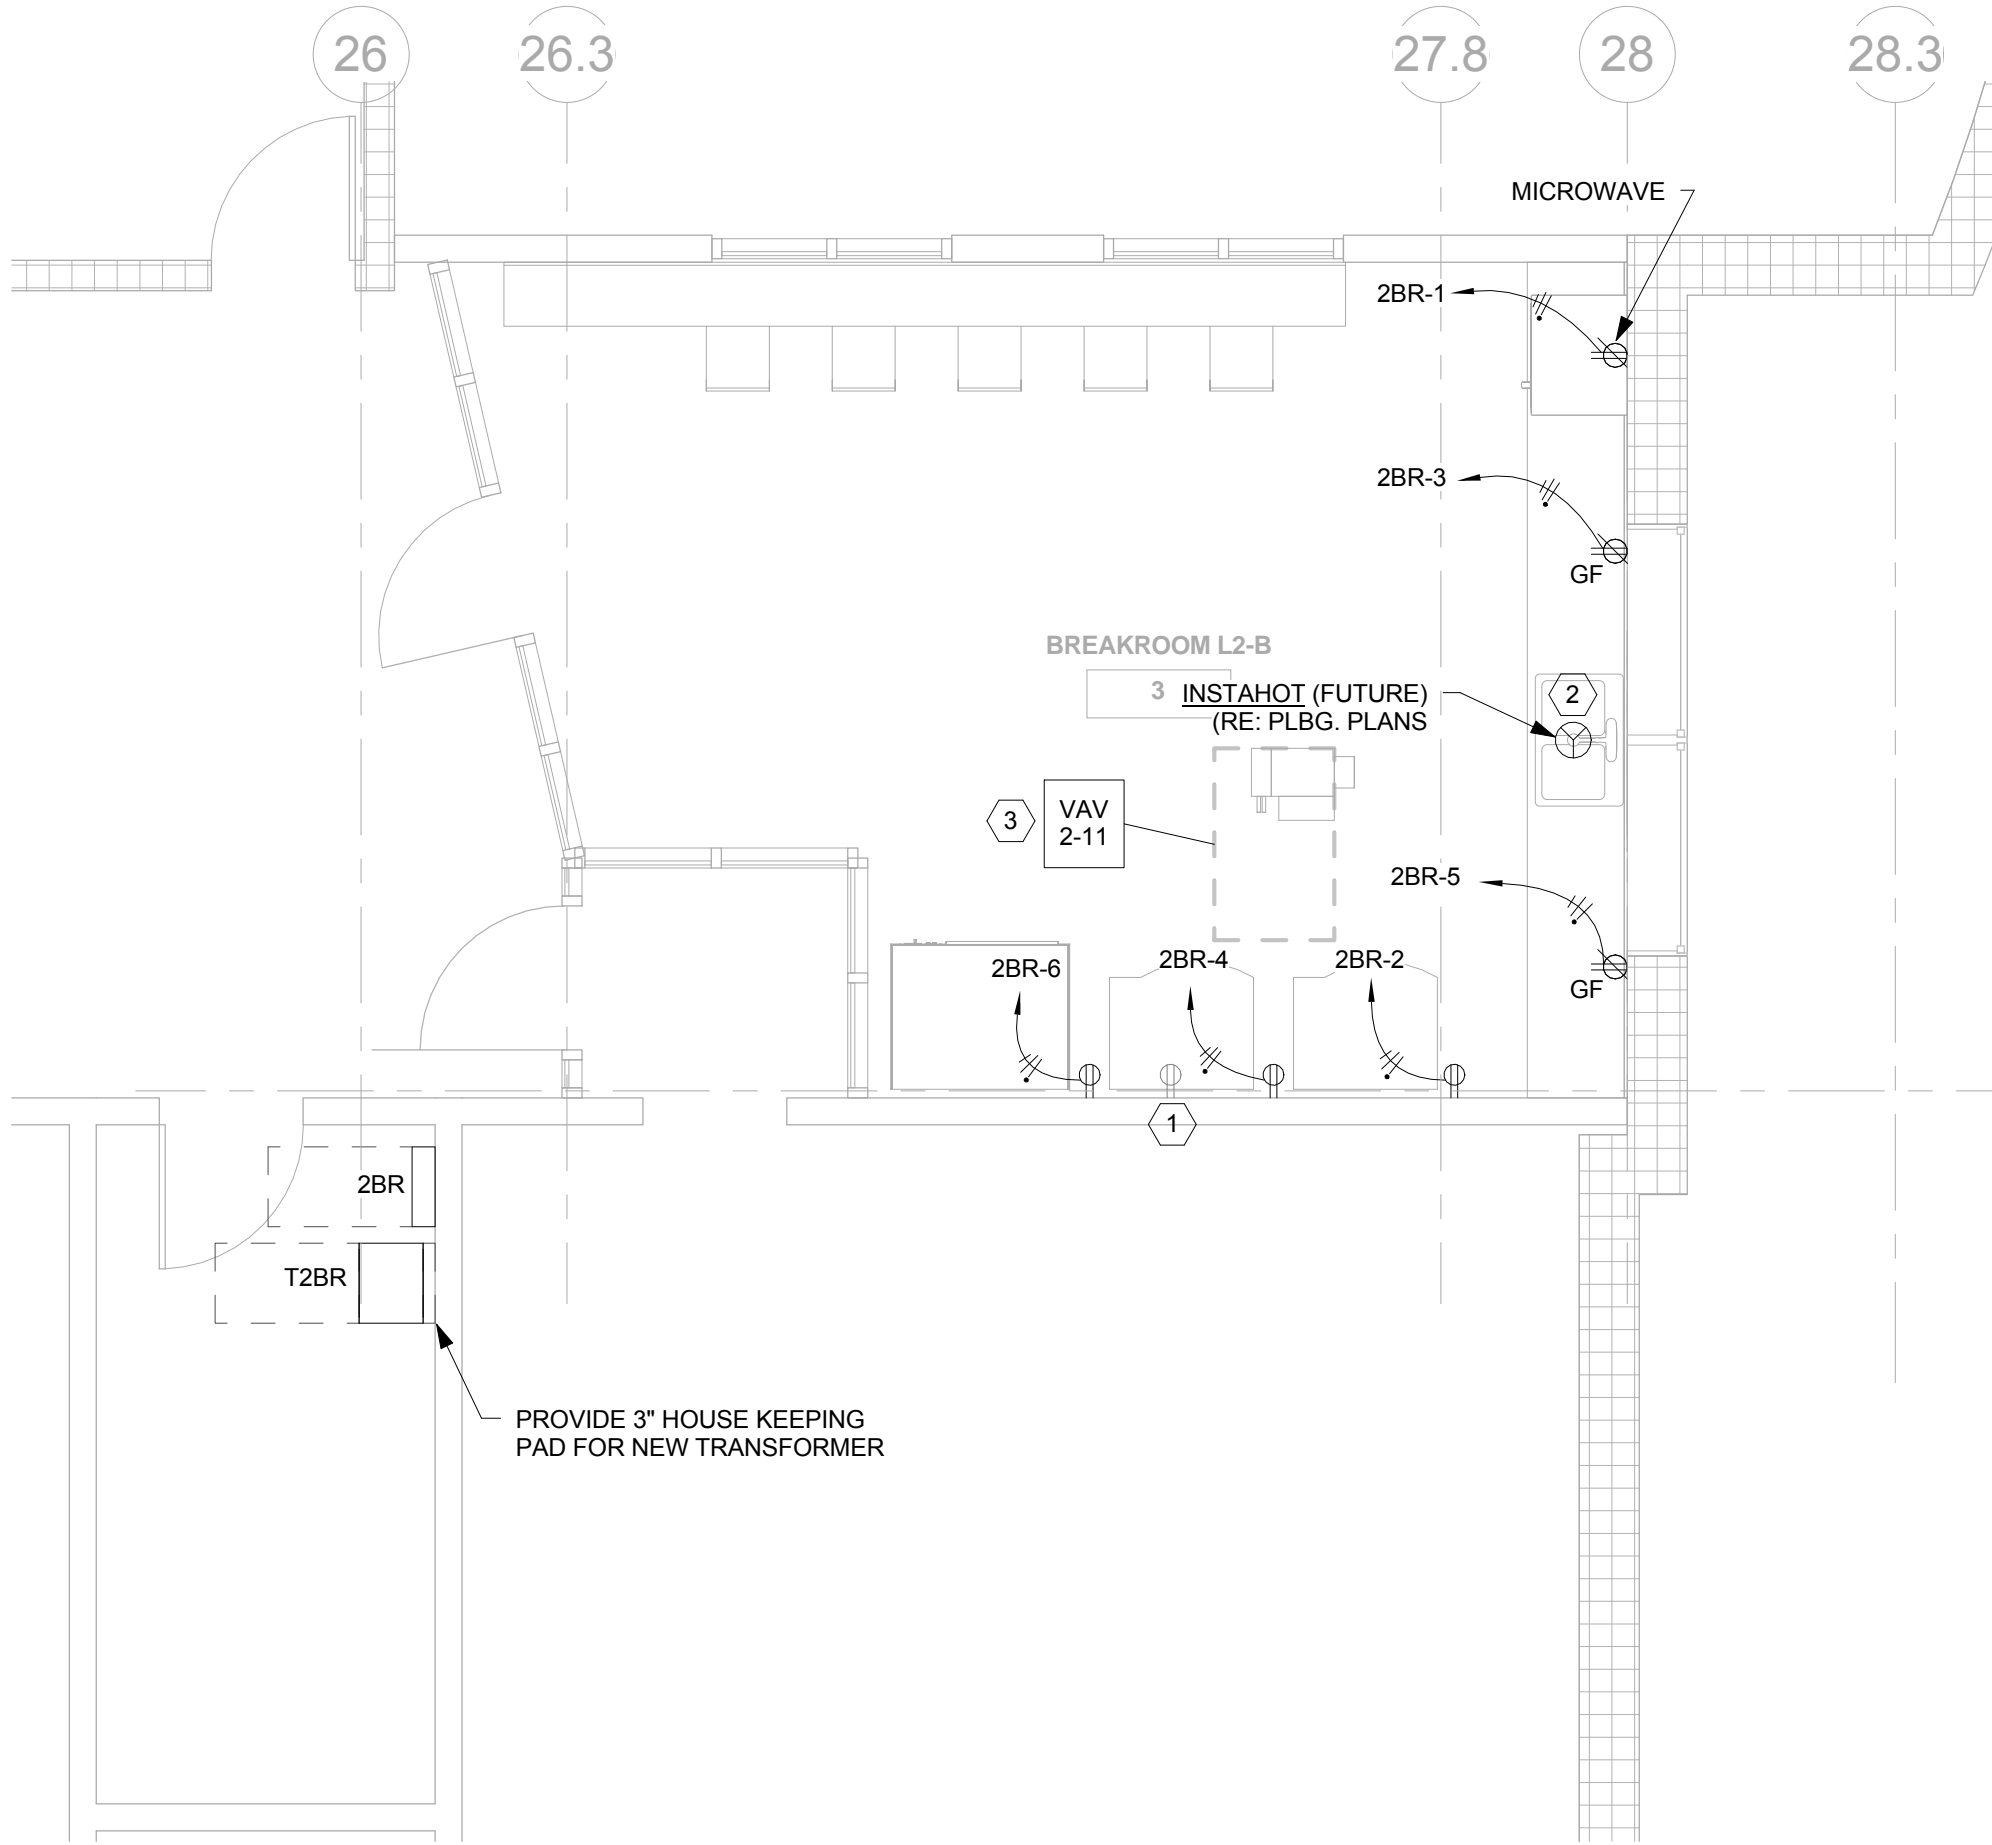 26
26.3
27.8
28
28.3
MICROWAVE
2BR-1
2BR-3
GF
BREAKROOM L2-B
3
INSTAHOT (FUTURE)
(RE: PLBG. PLANS
2
3
VAV
2-11
2BR-5
GF
2BR-6
2BR-4
2BR-2
1
2BR
T2BR
PROVIDE 3" HOUSE KEEPING
PAD FOR NEW TRANSFORMER